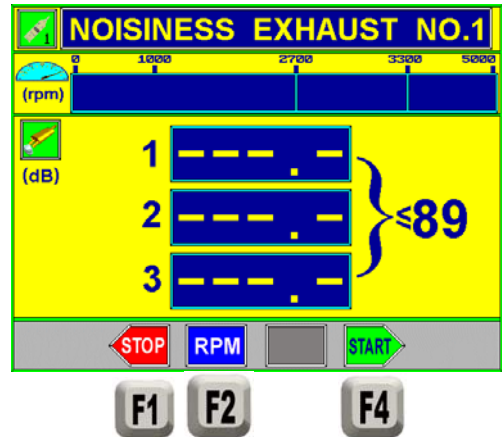 1
NOISINESS EXHAUST NO.1
0 1000 2700 3300 5000
(rpm)
(dB)
1 ---.-
2 ---.-
3 ---.-
≤89
STOP RPM START
F1 F2 F4